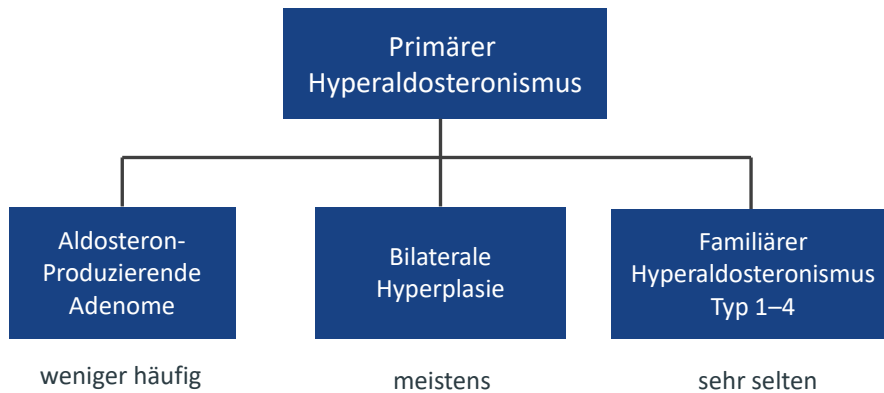 Primärer
Hyperaldosteronismus
Aldosteron-
Produzierende
Adenome
Bilaterale
Hyperplasie
Familiärer
Hyperaldosteronismus
Typ 1–4
weniger häufig
meistens
sehr selten